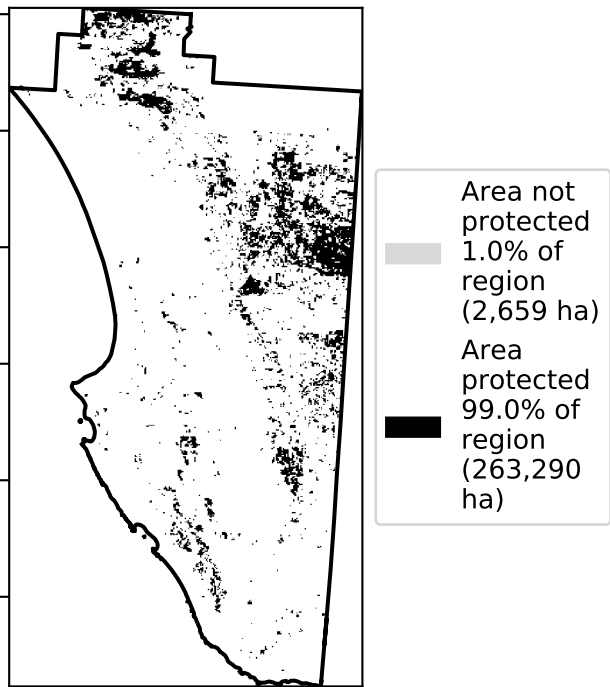 Area not
protected
1.0% of
region
(2,659 ha)
Area
protected
99.0% of
region
(263,290
ha)